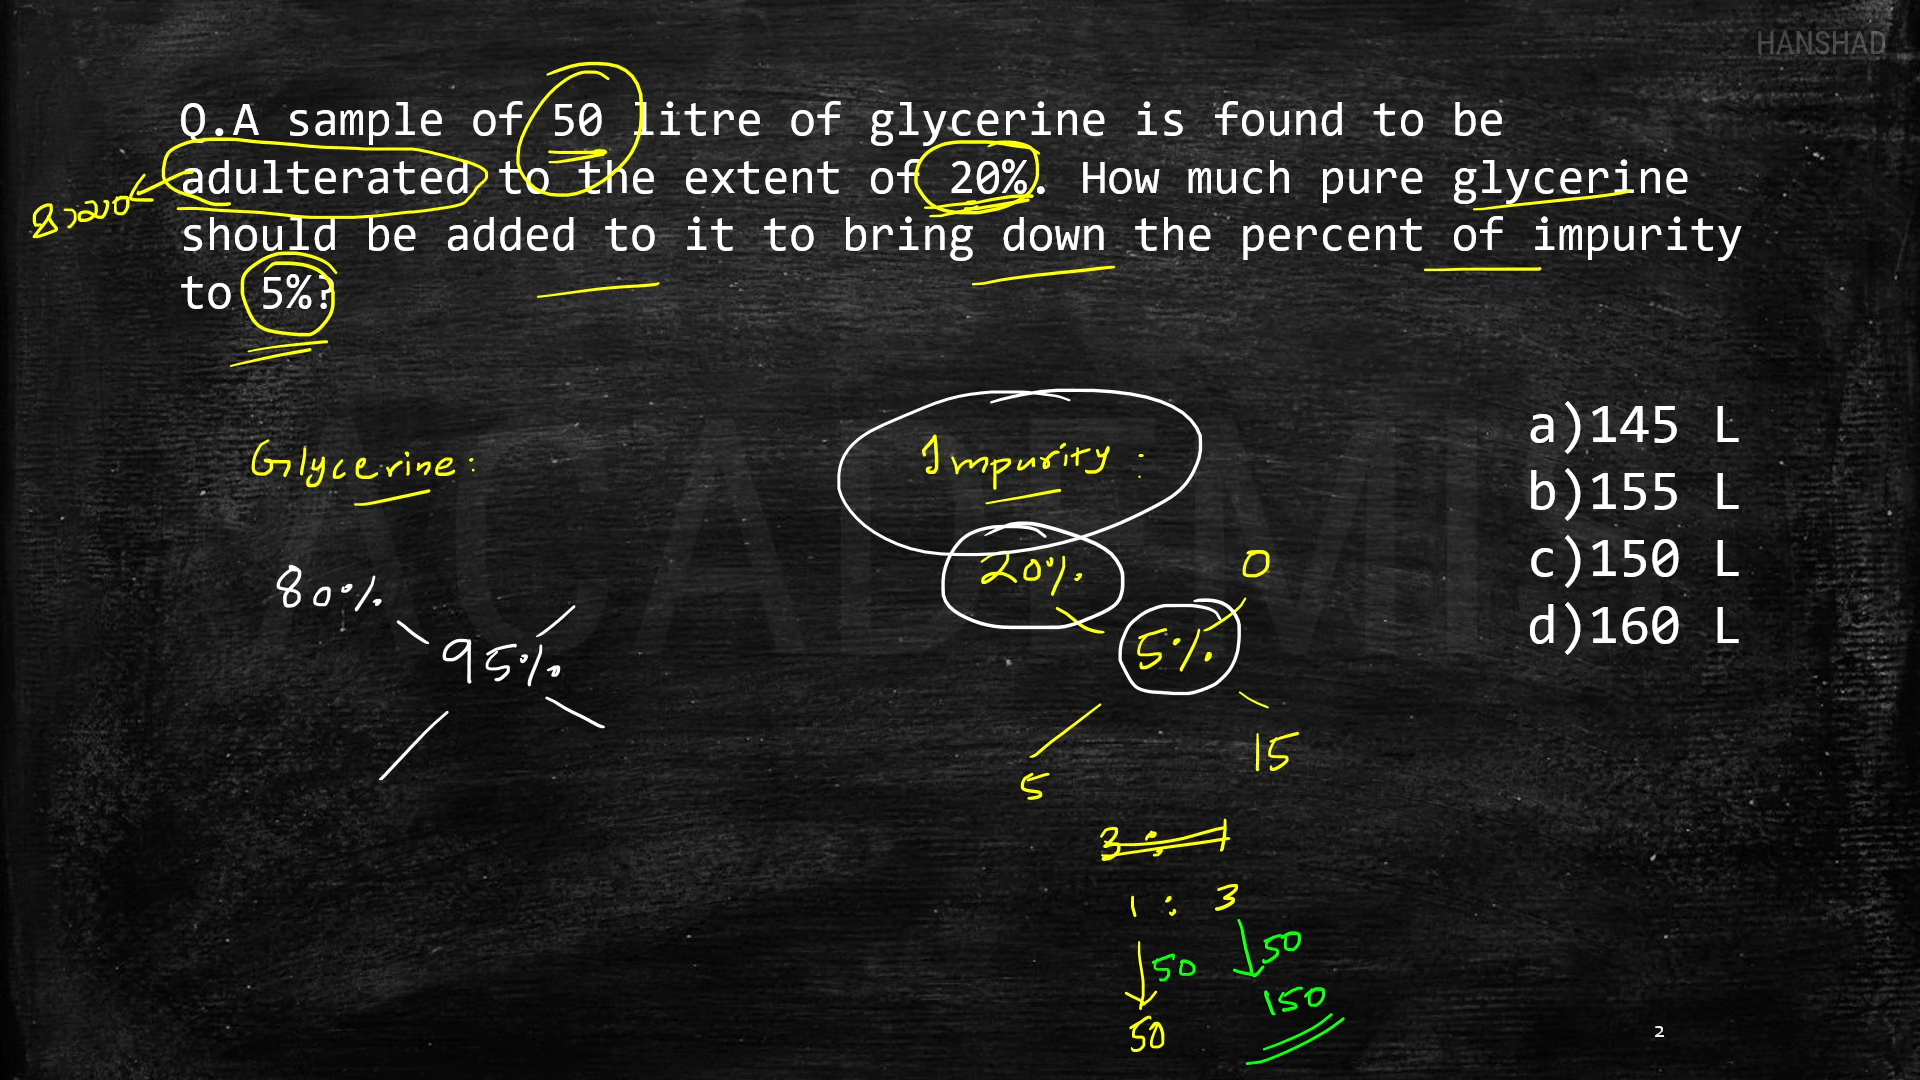 HANSHAD
Q.A sample of 50 litre of glycerine is found to be
adulterated to the extent of 20%. How much pure glycerine
should be added to it to bring down the percent of impurity
to 5%?
a)145 L
b)155 L
c)150 L
d)160 L
Glycerine:
80%
95%
Impurity:
20% 0
5%
5 15
3 : 1
1 : 3
50 50
50 150
ACADEMI
2